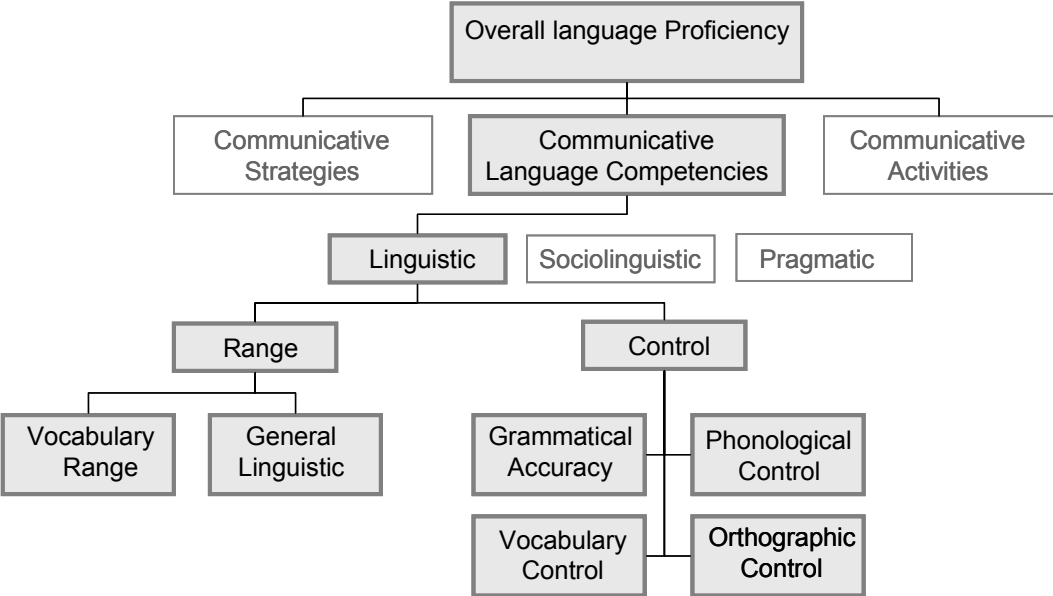 Overall language Proficiency
Communicative
Strategies
Communicative
Language Competencies
Communicative
Activities
Linguistic
Sociolinguistic
Pragmatic
Range
Control
Vocabulary
Range
General
Linguistic
Grammatical
Accuracy
Phonological
Control
Vocabulary
Control
Orthographic
Control